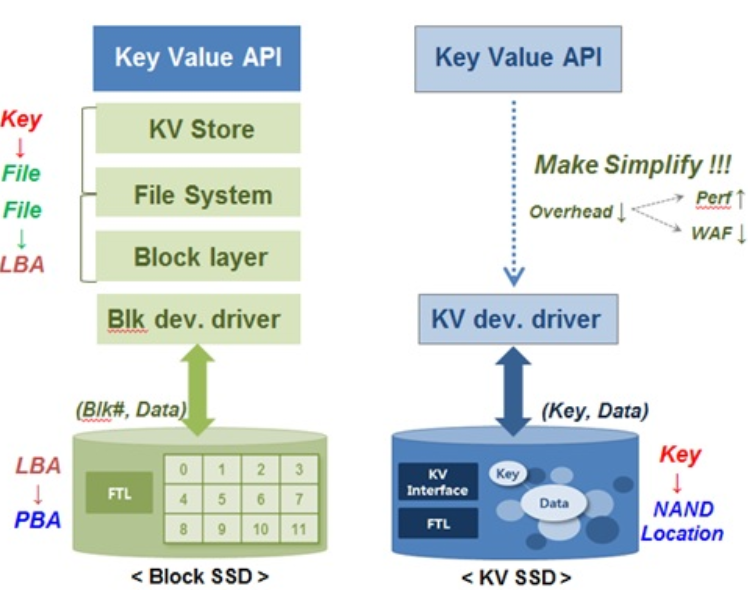 Key Value API
KV Store
File System
Block layer
Blk dev. driver
Key
↓
File
File
↓
LBA
(Blk#, Data)
LBA
↓
PBA
FTL
0 1 2 3
4 5 6 7
8 9 10 11
< Block SSD >
Key Value API
Make Simplify !!!
Overhead ↓
Perf ↑
WAF ↓
KV dev. driver
(Key, Data)
KV
Interface
FTL
Key
Data
Key
↓
NAND
Location
< KV SSD >